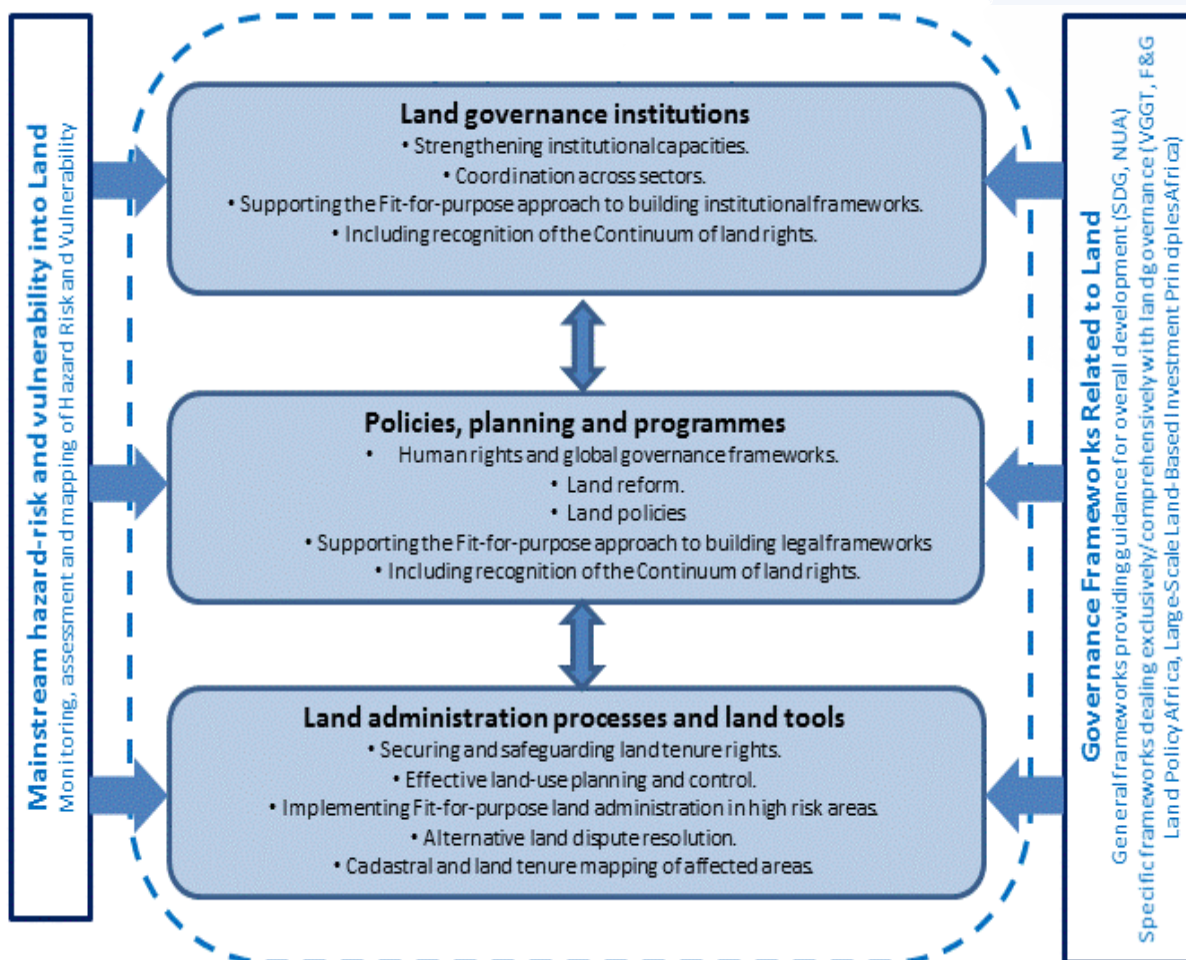 Mainstream hazard-risk and vulnerability into Land
Monitoring, assessment and mapping of Hazard Risk and Vulnerability
Land governance institutions
• Strengthening institutional capacities.
• Coordination across sectors.
• Supporting the Fit-for-purpose approach to building institutional frameworks.
• Including recognition of the Continuum of land rights.
Policies, planning and programmes
• Human rights and global governance frameworks.
• Land reform.
• Land policies
• Supporting the Fit-for-purpose approach to building legal frameworks
• Including recognition of the Continuum of land rights.
Land administration processes and land tools
• Securing and safeguarding land tenure rights.
• Effective land-use planning and control.
• Implementing Fit-for-purpose land administration in high risk areas.
• Alternative land dispute resolution.
• Cadastral and land tenure mapping of affected areas.
Governance Frameworks Related to Land
General frameworks providing guidance for overall development (SDG, NUA)
Specific frameworks dealing exclusively/comprehensively with land governance (VGGT, F&G
Land Policy Africa, Large-Scale Land-Based Investment Principles Africa)